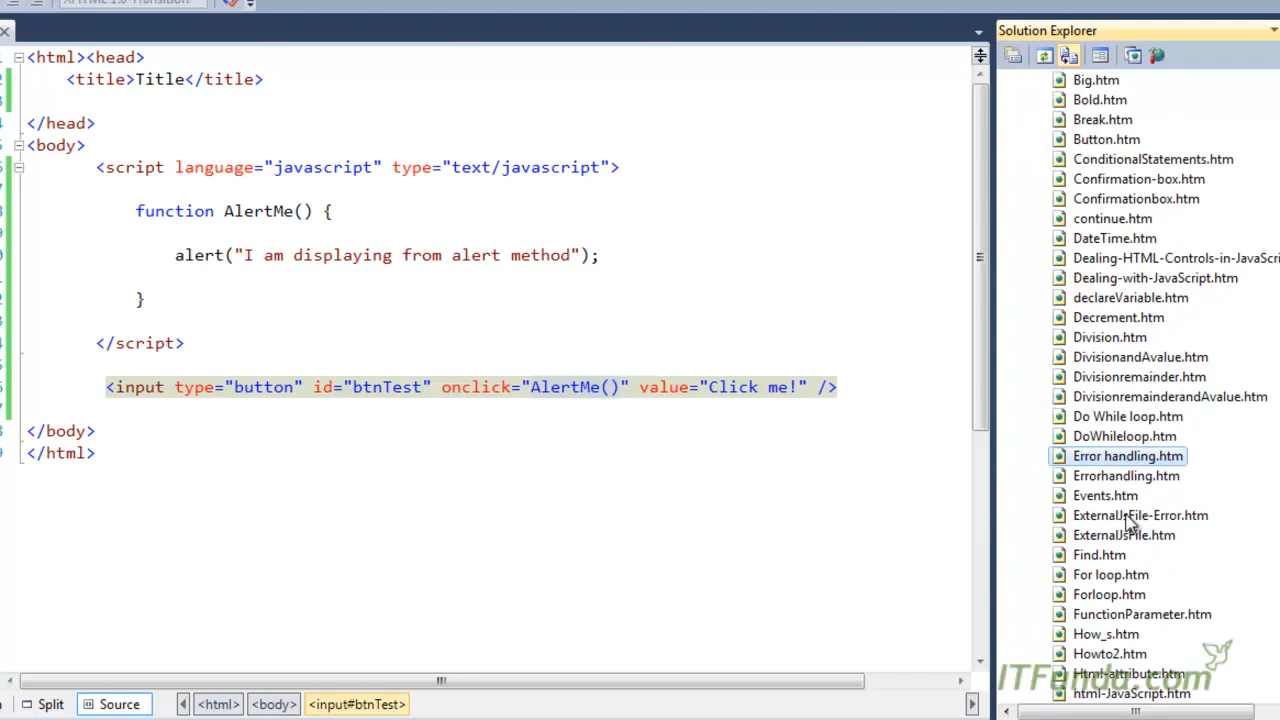 Solution Explorer
<html><head>
<title>Title</title>
</head>
<body>
<script language="javascript" type="text/javascript">
function AlertMe() {
alert("I am displaying from alert method");
}
</script>
<input type="button" id="btnTest" onclick="AlertMe()" value="Click me!" />
</body>
</html>
Split
Source
<html>
<body>
<input#btnTest>
Big.htm
Bold.htm
Break.htm
Button.htm
ConditionalStatements.htm
Confirmation-box.htm
Confirmationbox.htm
continue.htm
DateTime.htm
Dealing-HTML-Controls-in-JavaScri
Dealing-with-JavaScript.htm
declareVariable.htm
Decrement.htm
Division.htm
DivisionandAvalue.htm
Divisionremainder.htm
DivisionremainderandAvalue.htm
Do While loop.htm
DoWhileloop.htm
Error handling.htm
Errorhandling.htm
Events.htm
ExternalJsFile-Error.htm
ExternalJsFile.htm
Find.htm
For loop.htm
Forloop.htm
FunctionParameter.htm
How_s.htm
Howto2.htm
Html-attribute.htm
html-JavaScript.htm
ITFunda.com